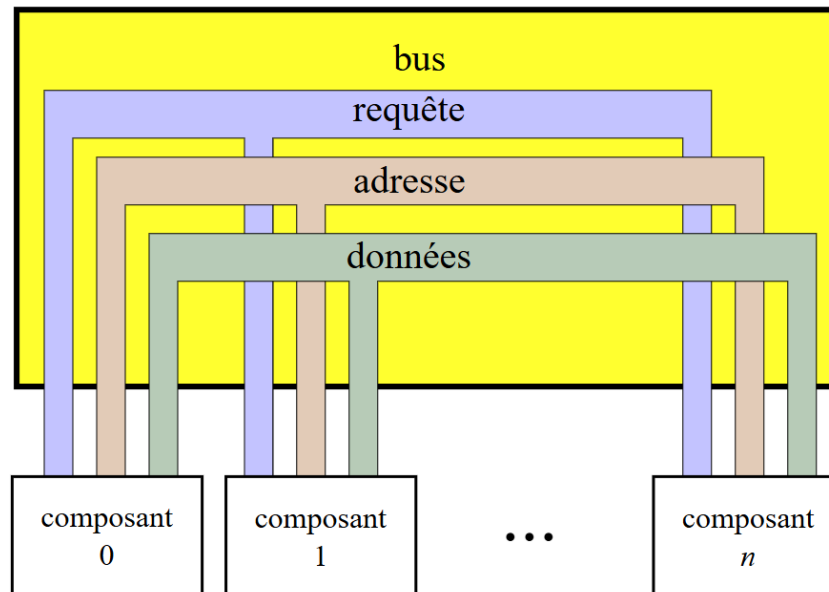 bus
requête
adresse
données
composant
0
composant
1
...
composant
n